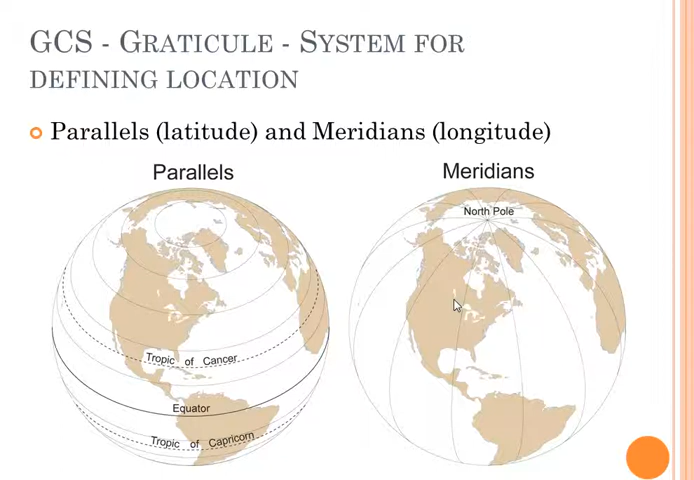 GCS - GRATICULE - SYSTEM FOR
DEFINING LOCATION
Parallels (latitude) and Meridians (longitude)
Parallels
Meridians
North Pole
Tropic of Cancer
Equator
Tropic of Capricorn